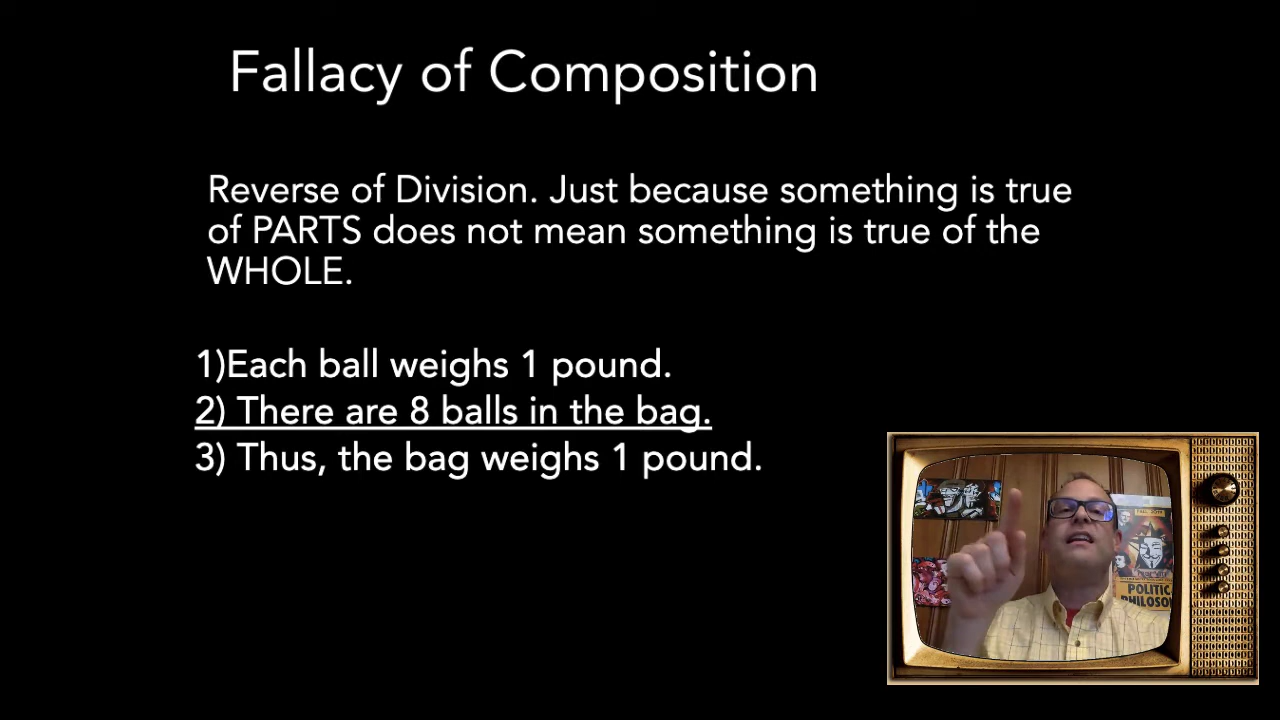 Fallacy of Composition
Reverse of Division. Just because something is true
of PARTS does not mean something is true of the
WHOLE.
1)Each ball weighs 1 pound.
2) There are 8 balls in the bag.
3) Thus, the bag weighs 1 pound.